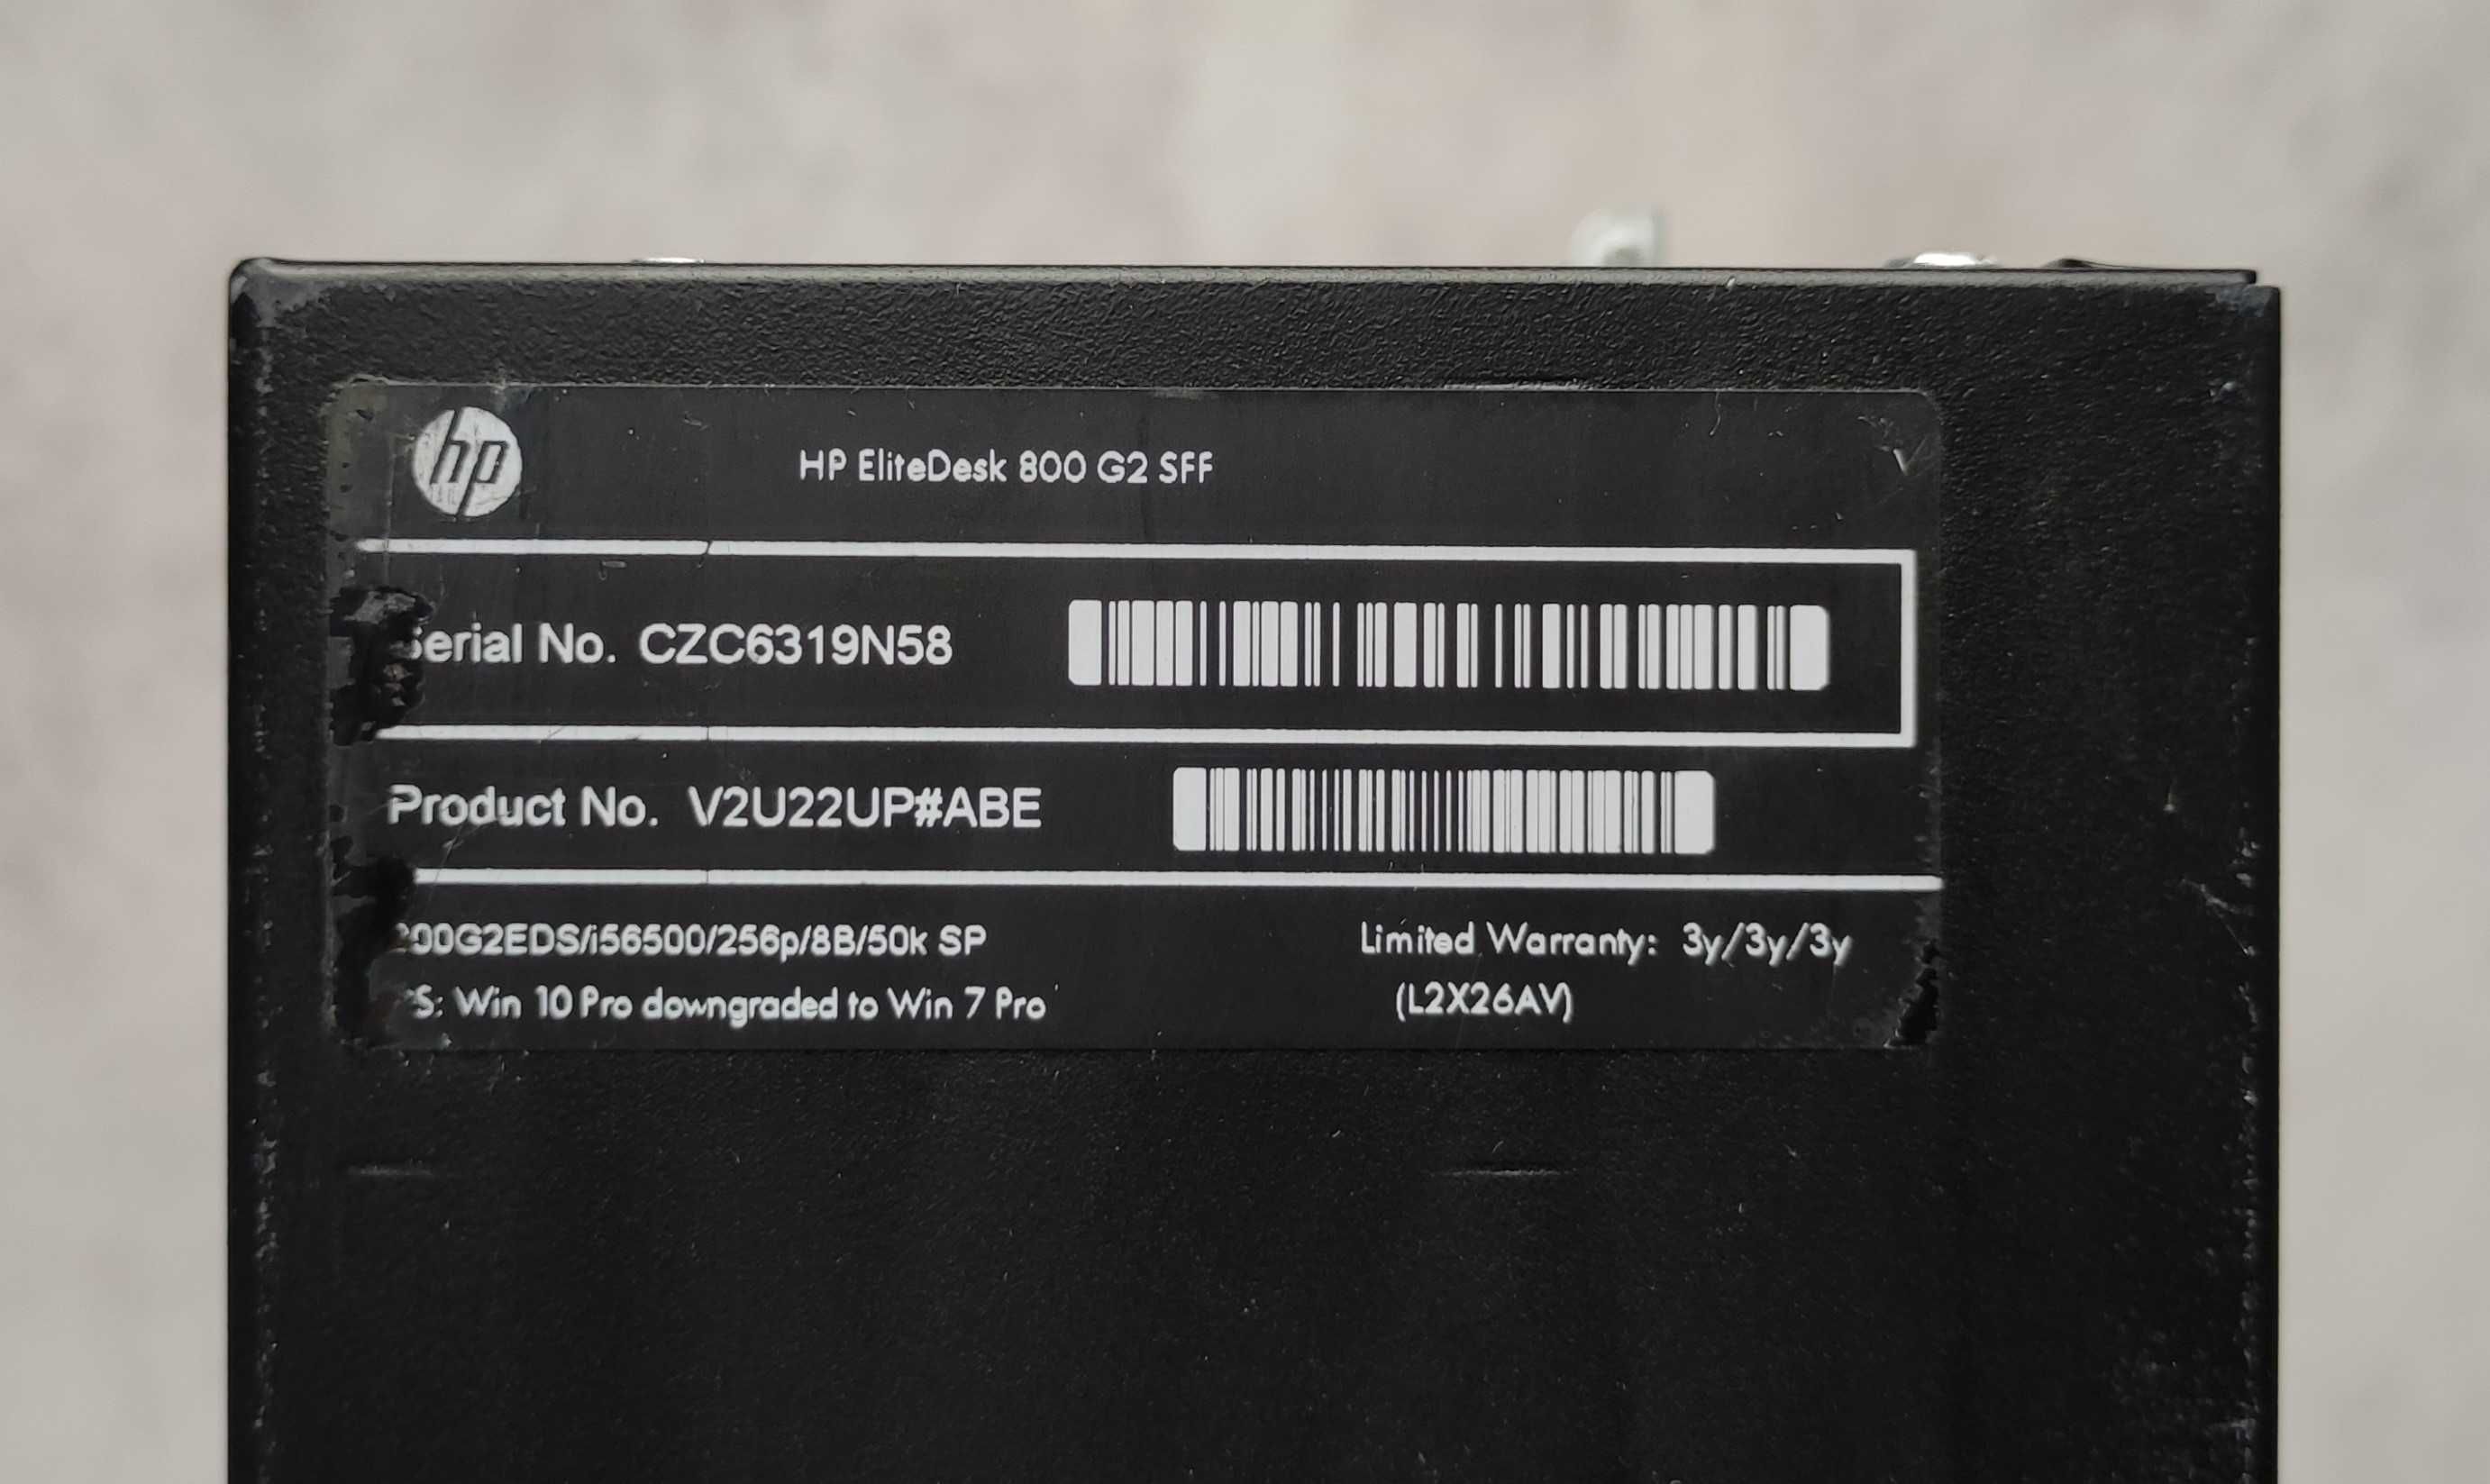 hp
HP EliteDesk 800 G2 SFF
Serial No. CZC6319N58
Product No. V2U22UP#ABE
00G2EDS/i56500/256p/8B/50k SP
Limited Warranty: 3y/3y/3y
S: Win 10 Pro downgraded to Win 7 Pro
(L2X26AV)